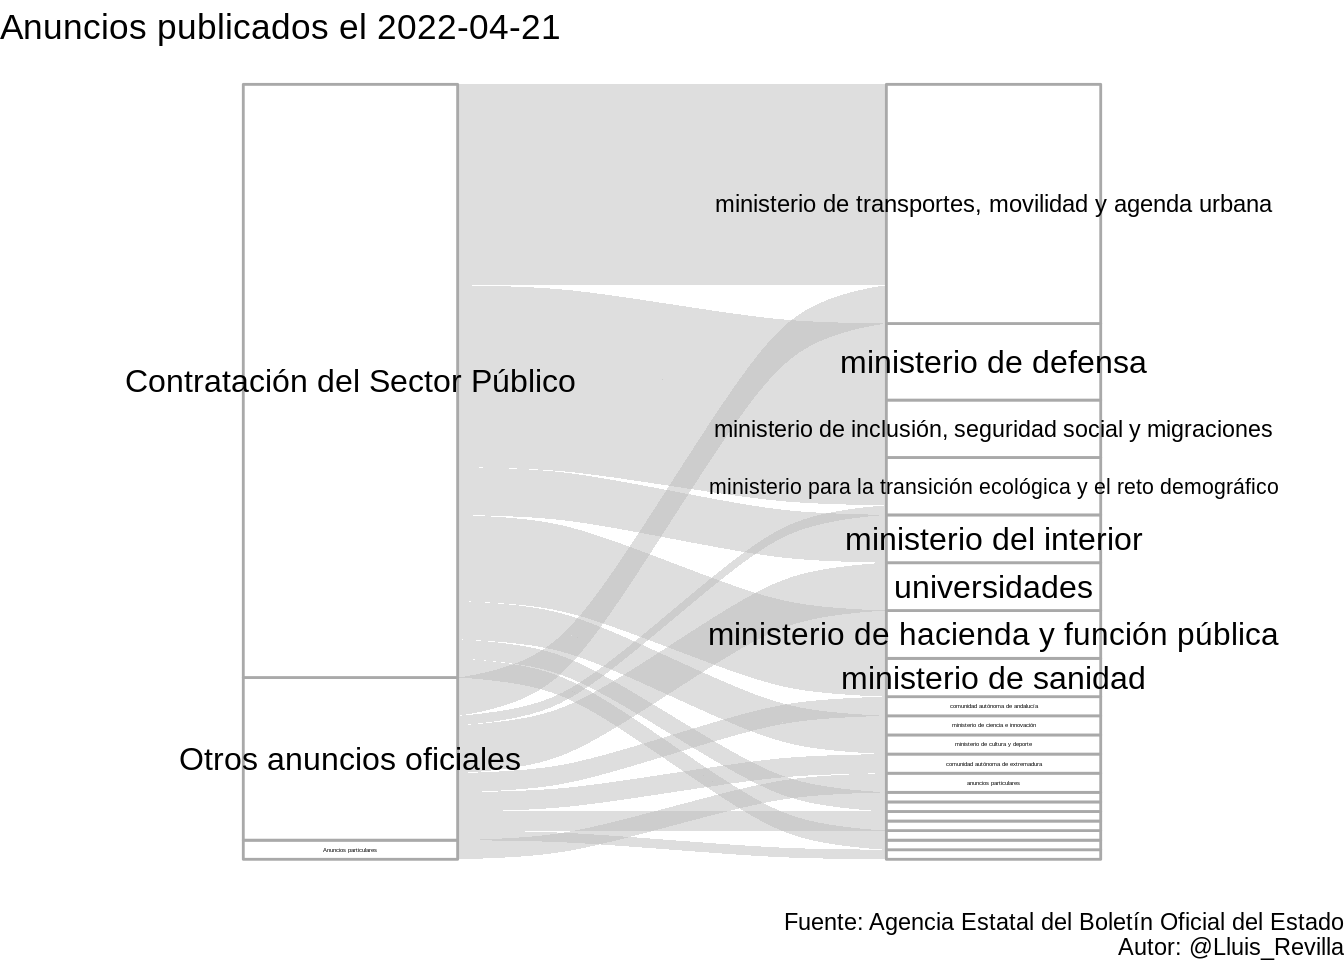 Anuncios publicados el 2022-04-21
ministerio de transportes, movilidad y agenda urbana
ministerio de defensa
Contratación del Sector Público
ministerio de inclusión, seguridad social y migraciones
ministerio para la transición ecológica y el reto demográfico
ministerio del interior
universidades
ministerio de hacienda y función pública
ministerio de sanidad
comunidad autónoma de andalucía
ministerio de ciencia e innovación
ministerio de cultura y deporte
Otros anuncios oficiales
comunidad autónoma de extremadura
anuncios particulares
Anuncios particulares
Fuente: Agencia Estatal del Boletín Oficial del Estado
Autor: @Lluis_Revilla